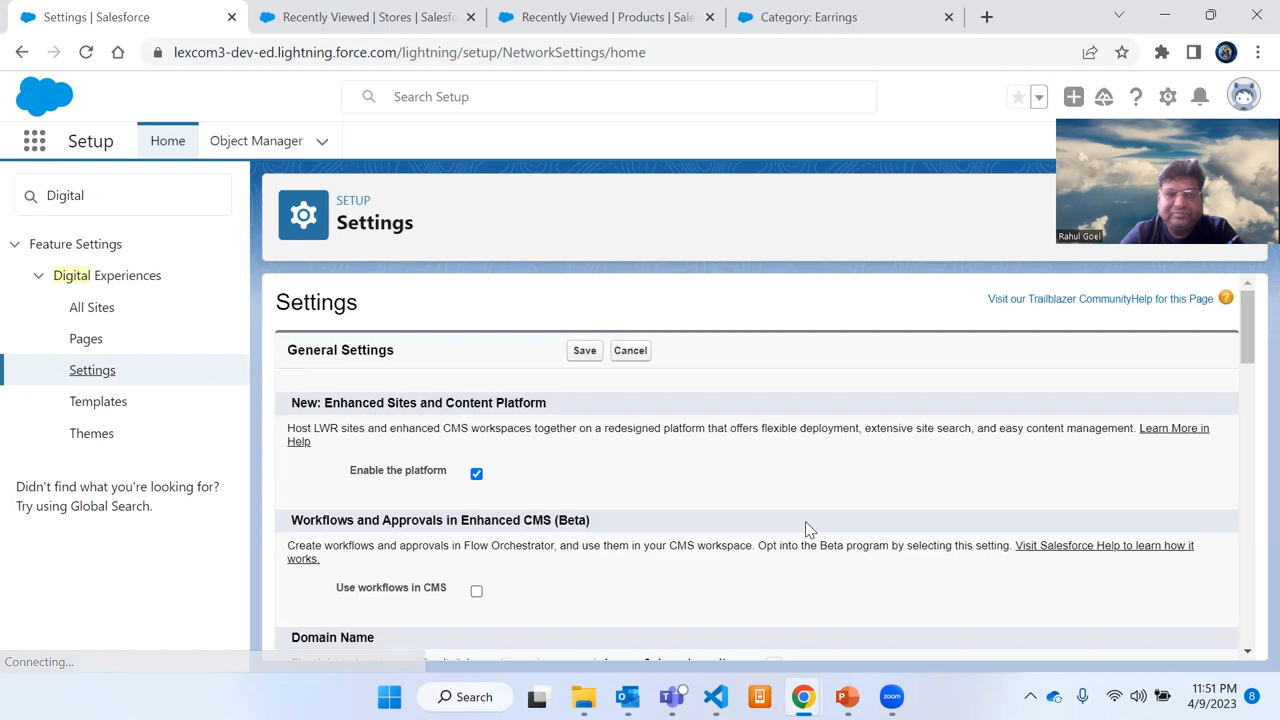 Settings | Salesforce
Recently Viewed | Stores | Salesfo
Recently Viewed | Products | Sale
Category: Earrings
lexcom3-dev-ed.lightning.force.com/lightning/setup/NetworkSettings/home
Search Setup
Setup
Home
Object Manager
Digital
Feature Settings
Digital Experiences
All Sites
Pages
Settings
Templates
Themes
Didn't find what you're looking for?
Try using Global Search.
SETUP
Settings
Rahul Goel
Settings
Visit our Trailblazer CommunityHelp for this Page ?
General Settings
Save
Cancel
New: Enhanced Sites and Content Platform
Host LWR sites and enhanced CMS workspaces together on a redesigned platform that offers flexible deployment, extensive site search, and easy content management. Learn More in
Help
Enable the platform
Workflows and Approvals in Enhanced CMS (Beta)
Create workflows and approvals in Flow Orchestrator, and use them in your CMS workspace. Opt into the Beta program by selecting this setting. Visit Salesforce Help to learn how it
works.
Use workflows in CMS
Domain Name
Connecting...
Search
zoom
11:51 PM
4/9/2023
8